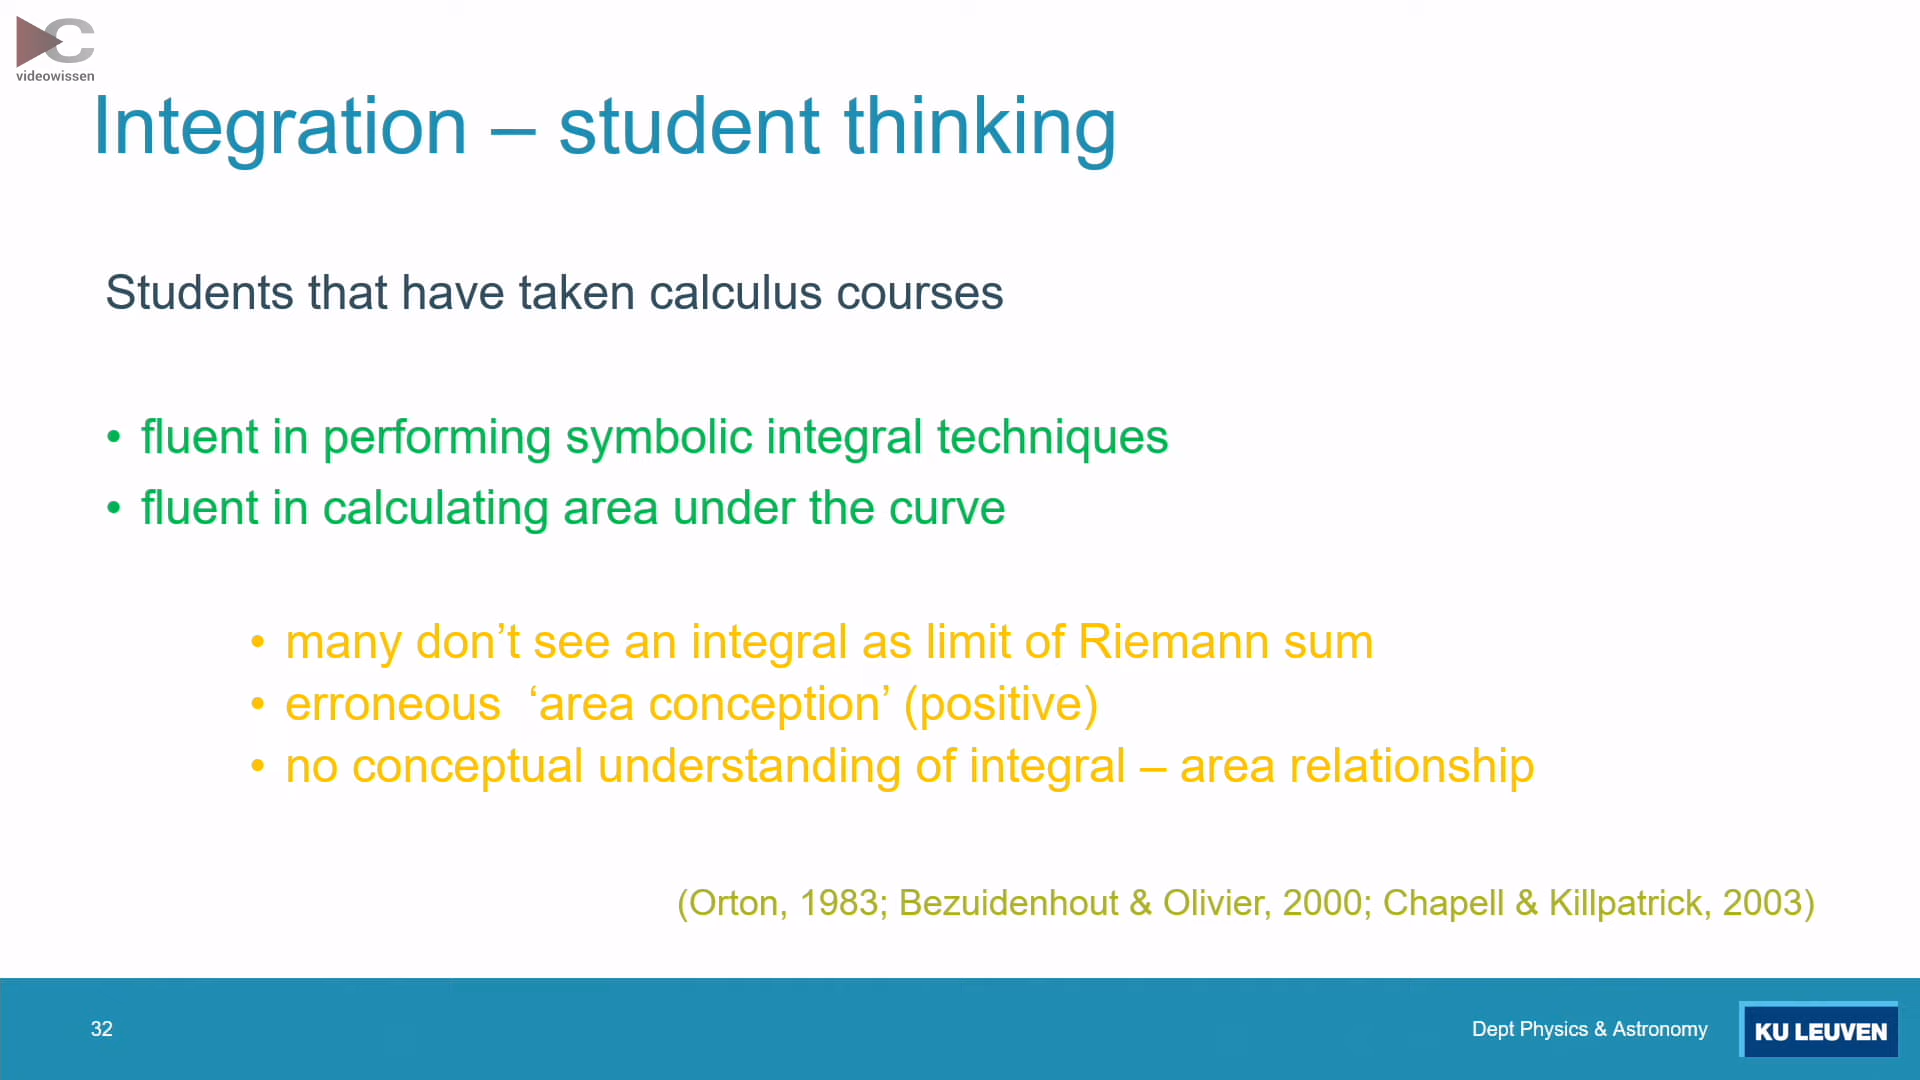 C
videowissen
Integration – student thinking
Students that have taken calculus courses
• fluent in performing symbolic integral techniques
• fluent in calculating area under the curve
• many don’t see an integral as limit of Riemann sum
• erroneous ‘area conception’ (positive)
• no conceptual understanding of integral – area relationship
(Orton, 1983; Bezuidenhout & Olivier, 2000; Chapell & Killpatrick, 2003)
32
Dept Physics & Astronomy
KU LEUVEN